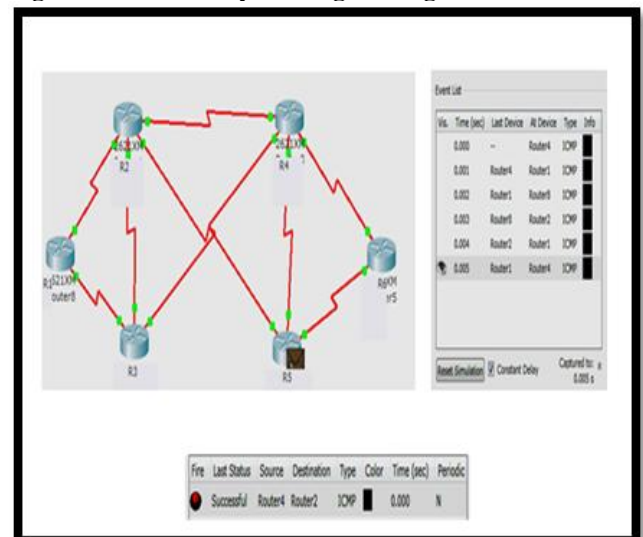 2621XM
R2
R4
R1
R3
R5
Event List
Vis. Time (sec) Last Device At Device Type Info
0.000 -- Router4 ICMP
0.001 Router4 Router1 ICMP
0.002 Router1 Router8 ICMP
0.003 Router8 Router2 ICMP
0.004 Router2 Router1 ICMP
0.005 Router1 Router4 ICMP
Reset Simulation Constant Delay Captured to:
0.005 s
Fire Last Status Source Destination Type Color Time (sec) Periodic
Successful Router4 Router2 ICMP 0.000 N